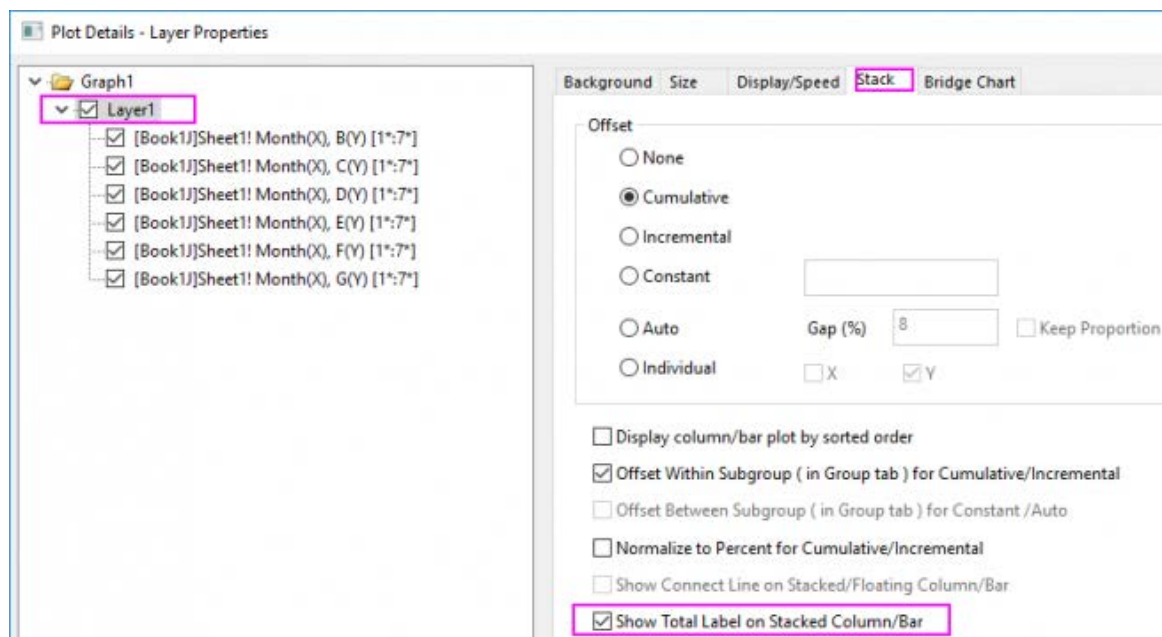 Plot Details - Layer Properties
Graph1
Layer1
[Book1J]Sheet1! Month(X), B(Y) [1*:7*]
[Book1J]Sheet1! Month(X), C(Y) [1*:7*]
[Book1J]Sheet1! Month(X), D(Y) [1*:7*]
[Book1J]Sheet1! Month(X), E(Y) [1*:7*]
[Book1J]Sheet1! Month(X), F(Y) [1*:7*]
[Book1J]Sheet1! Month(X), G(Y) [1*:7*]
Background Size Display/Speed Stack Bridge Chart
Offset
None
Cumulative
Incremental
Constant
Auto Gap (%) 8 Keep Proportion
Individual X Y
Display column/bar plot by sorted order
Offset Within Subgroup ( in Group tab ) for Cumulative/Incremental
Offset Between Subgroup ( in Group tab ) for Constant /Auto
Normalize to Percent for Cumulative/Incremental
Show Connect Line on Stacked/Floating Column/Bar
Show Total Label on Stacked Column/Bar